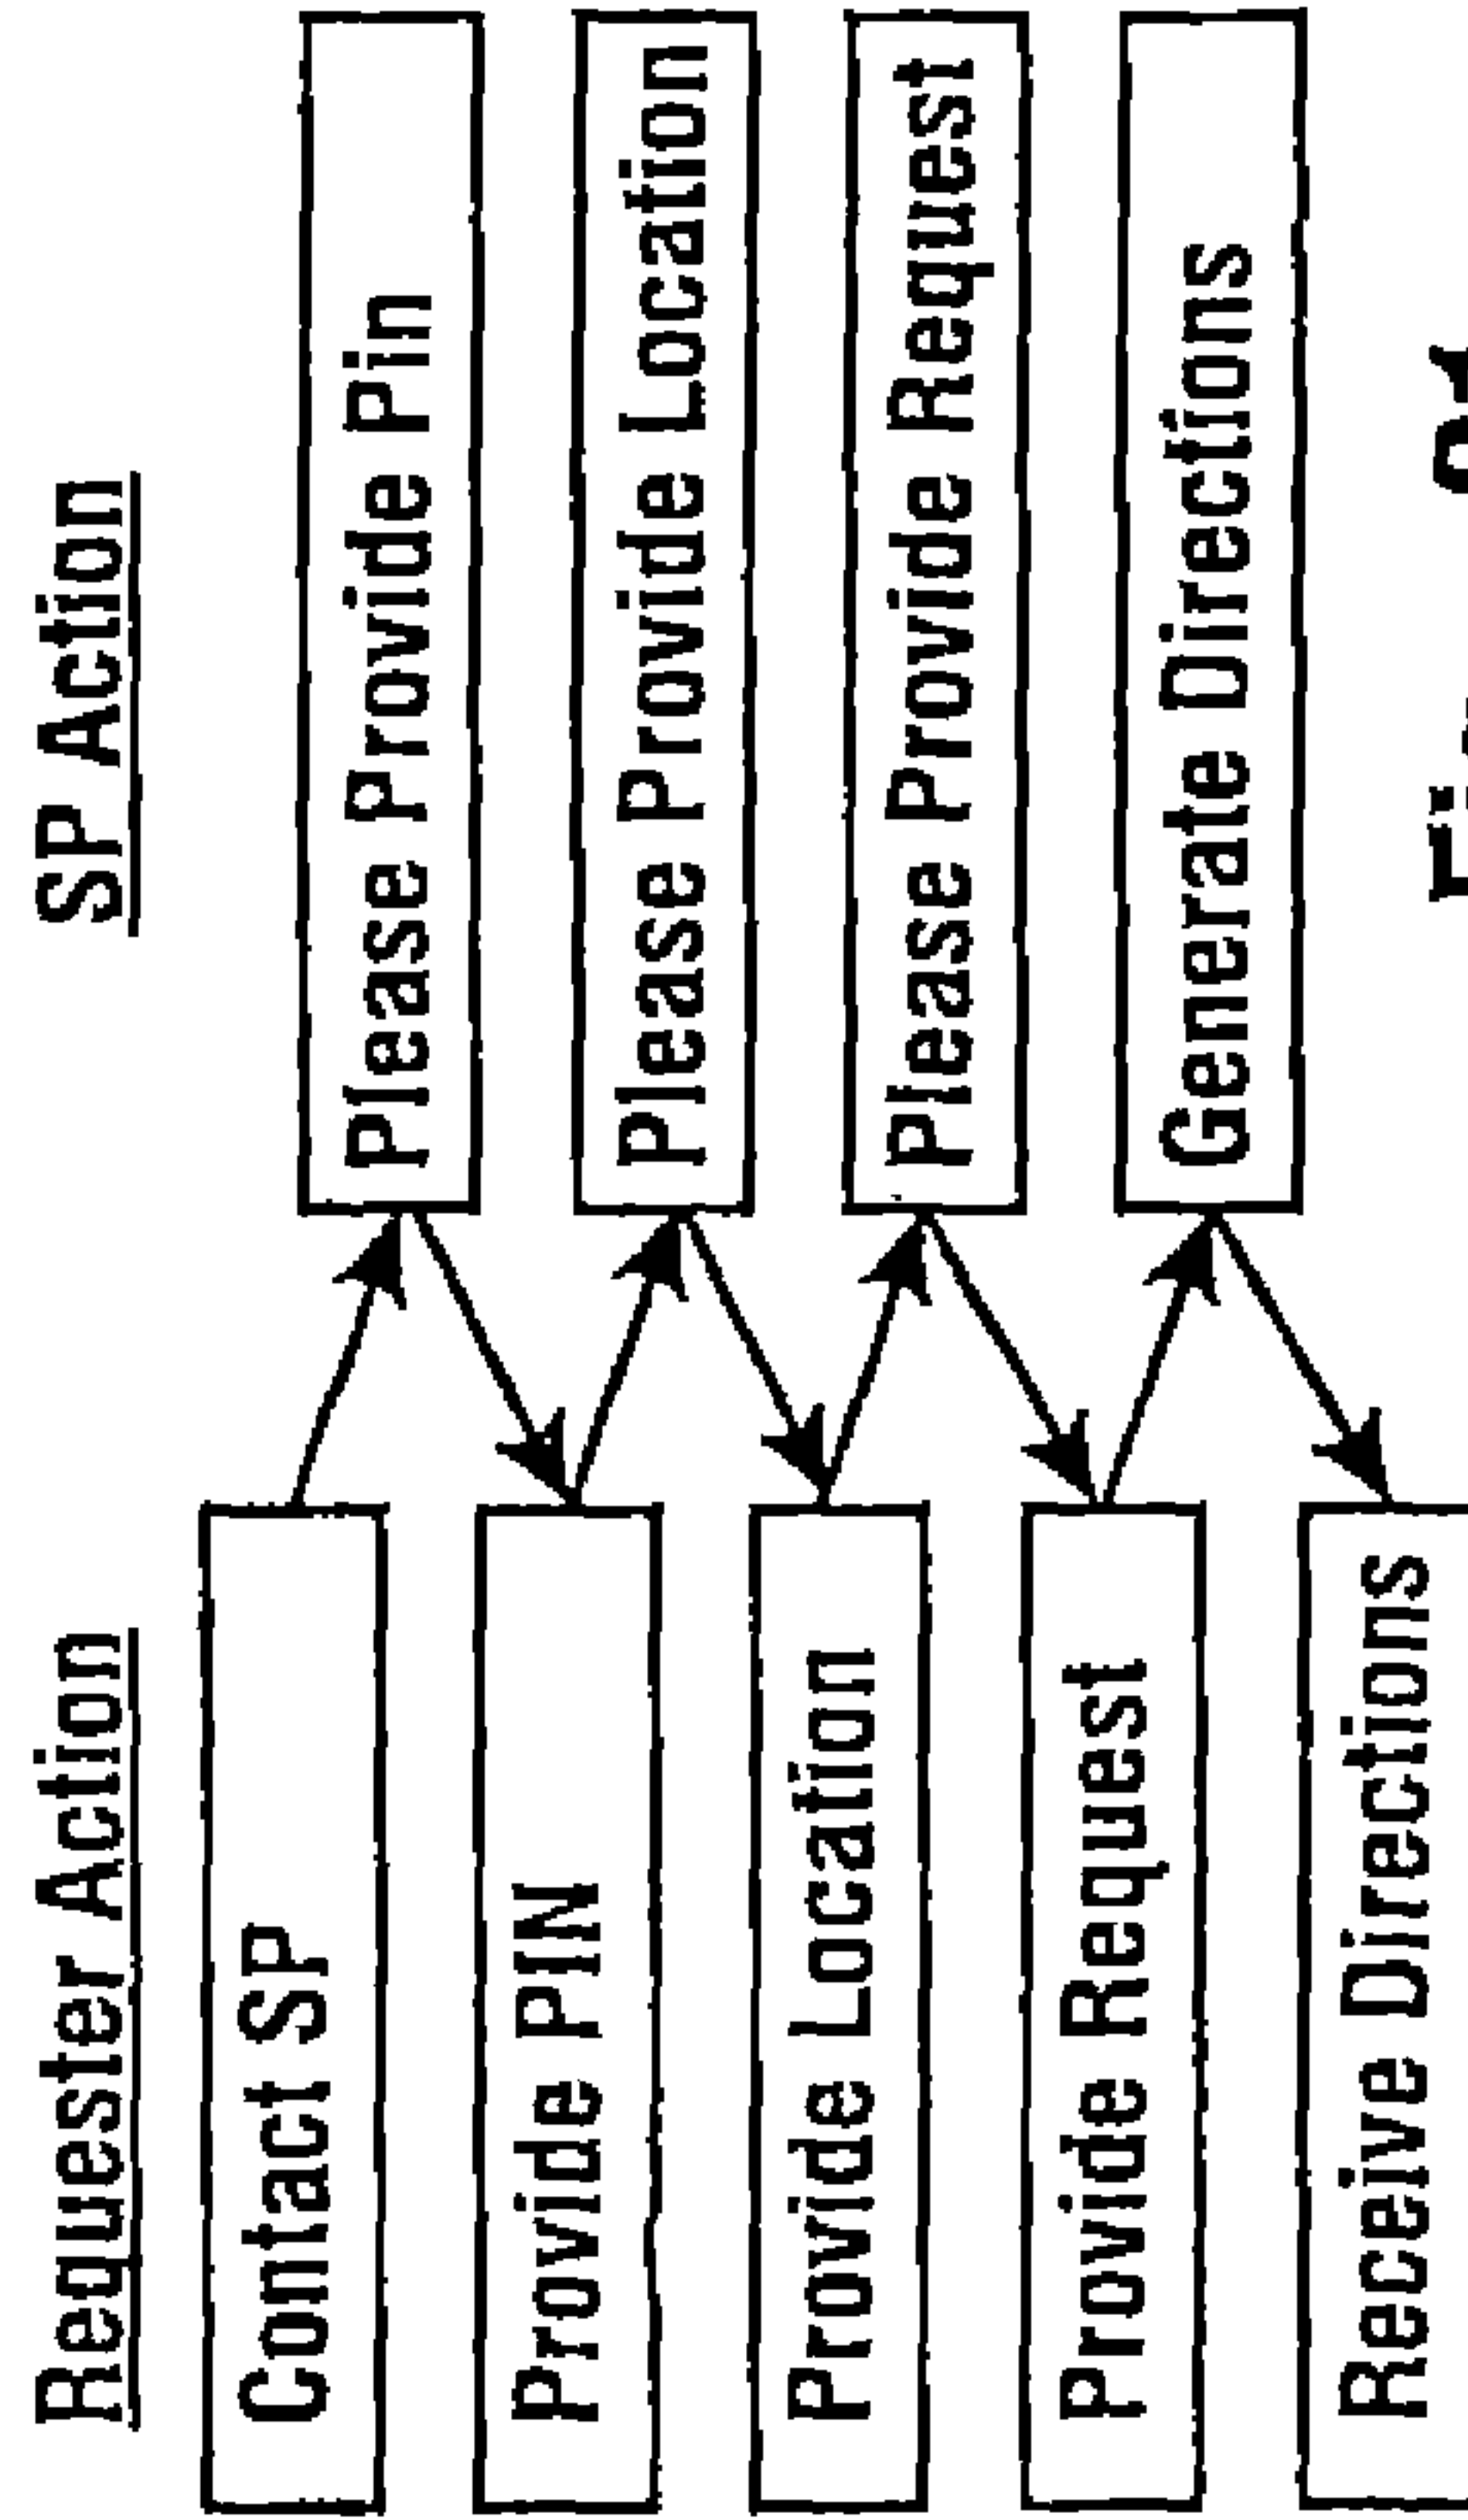 Requester Action
SP Action
Contact SP
Please Provide Pin
Provide PIN
Please Provide Location
Provide Location
Please Provide Request
Provide Request
Generate Directions
Receive Directions